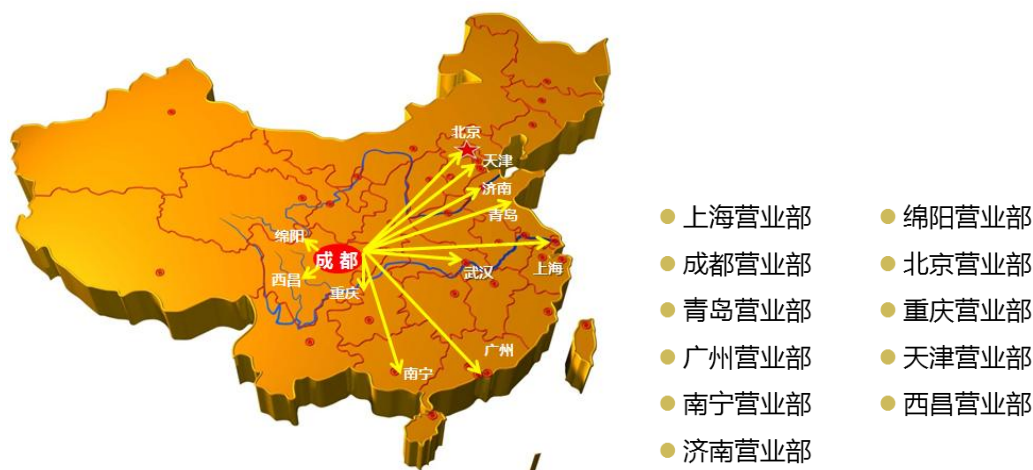 北京
天津
济南
青岛
绵阳
成都
西昌
重庆
武汉
上海
广州
南宁
上海营业部
成都营业部
青岛营业部
广州营业部
南宁营业部
济南营业部
绵阳营业部
北京营业部
重庆营业部
天津营业部
西昌营业部